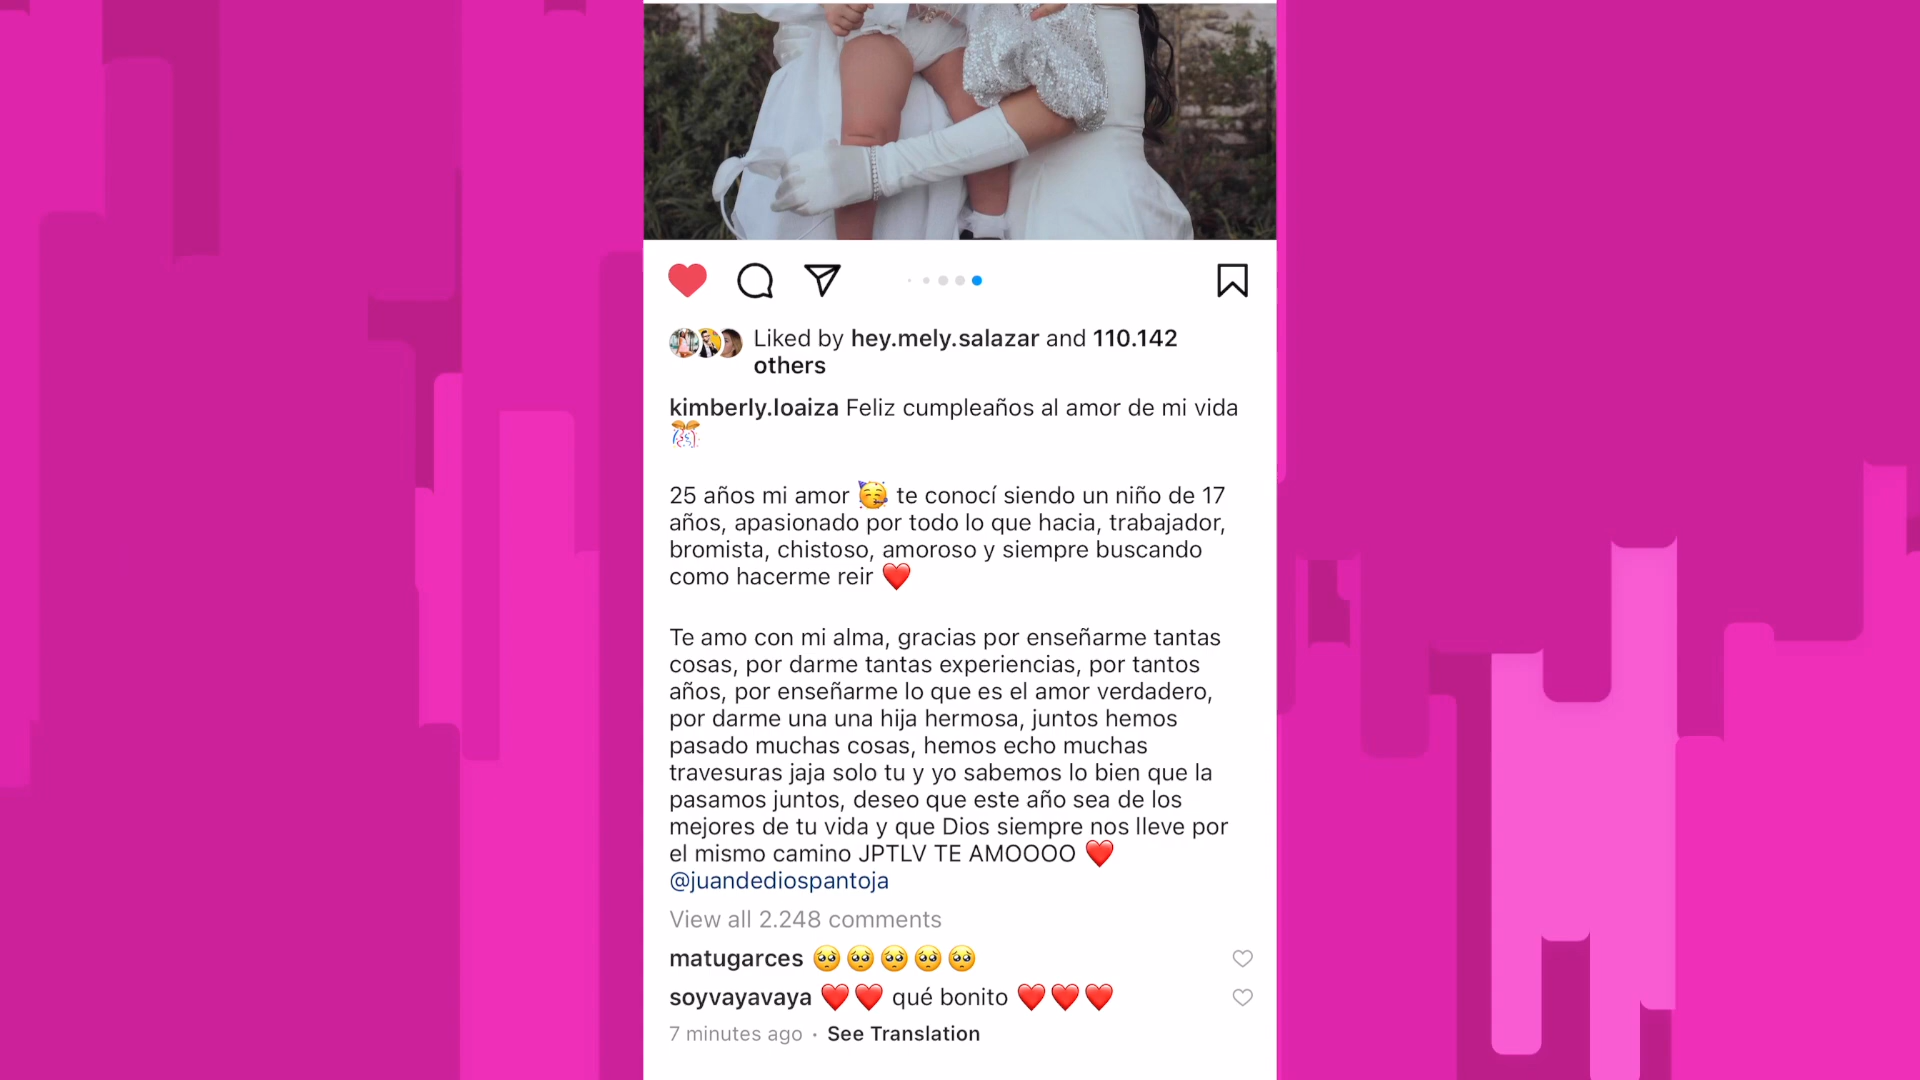 Liked by hey.mely.salazar and 110.142
others
kimberly.loaiza Feliz cumpleaños al amor de mi vida
🎊
25 años mi amor 🥳 te conocí siendo un niño de 17
años, apasionado por todo lo que hacia, trabajador,
bromista, chistoso, amoroso y siempre buscando
como hacerme reir ❤️
Te amo con mi alma, gracias por enseñarme tantas
cosas, por darme tantas experiencias, por tantos
años, por enseñarme lo que es el amor verdadero,
por darme una una hija hermosa, juntos hemos
pasado muchas cosas, hemos echo muchas
travesuras jaja solo tu y yo sabemos lo bien que la
pasamos juntos, deseo que este año sea de los
mejores de tu vida y que Dios siempre nos lleve por
el mismo camino JPTLV TE AMOOOO ❤️
@juandediospantoja
View all 2.248 comments
matugarces 🥺🥺🥺🥺🥺
soyvayavaya ❤️❤️ qué bonito ❤️❤️❤️
7 minutes ago · See Translation